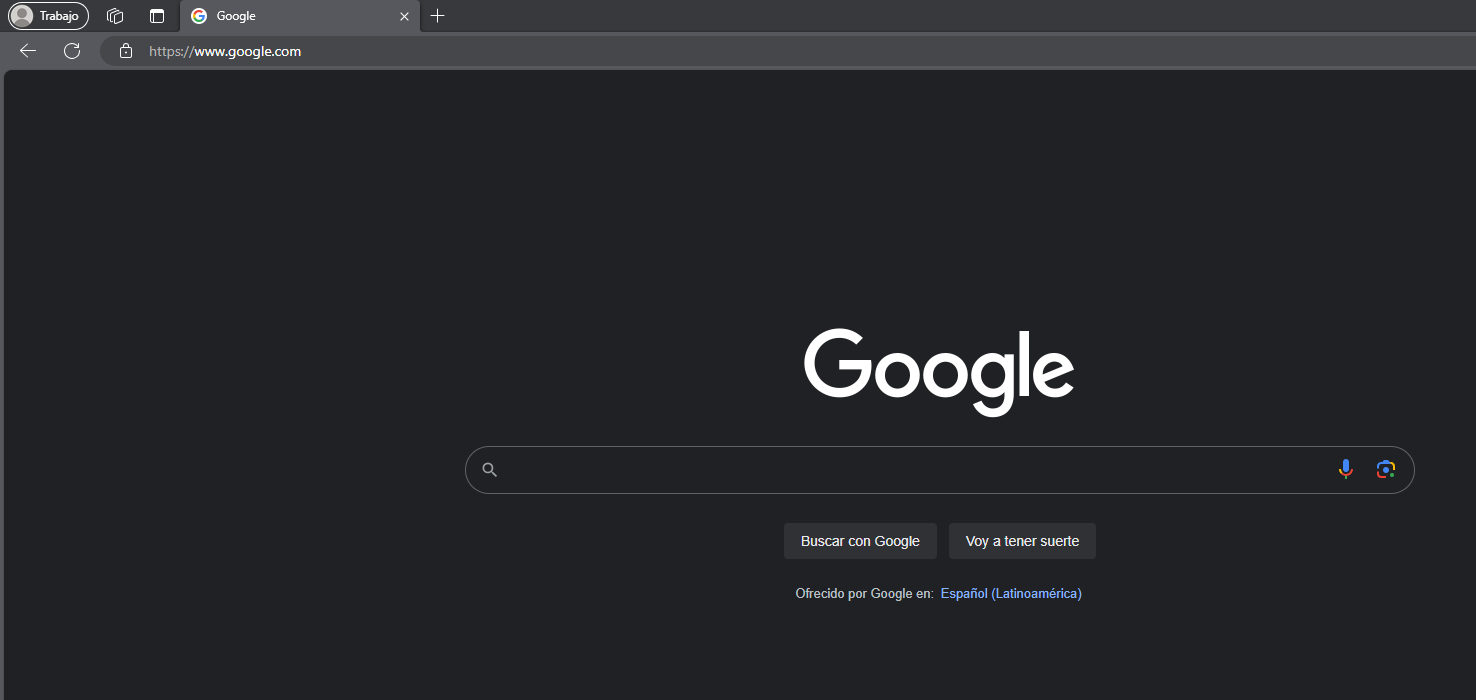 Trabajo
Google
https://www.google.com
Google
Buscar con Google
Voy a tener suerte
Ofrecido por Google en: Español (Latinoamérica)